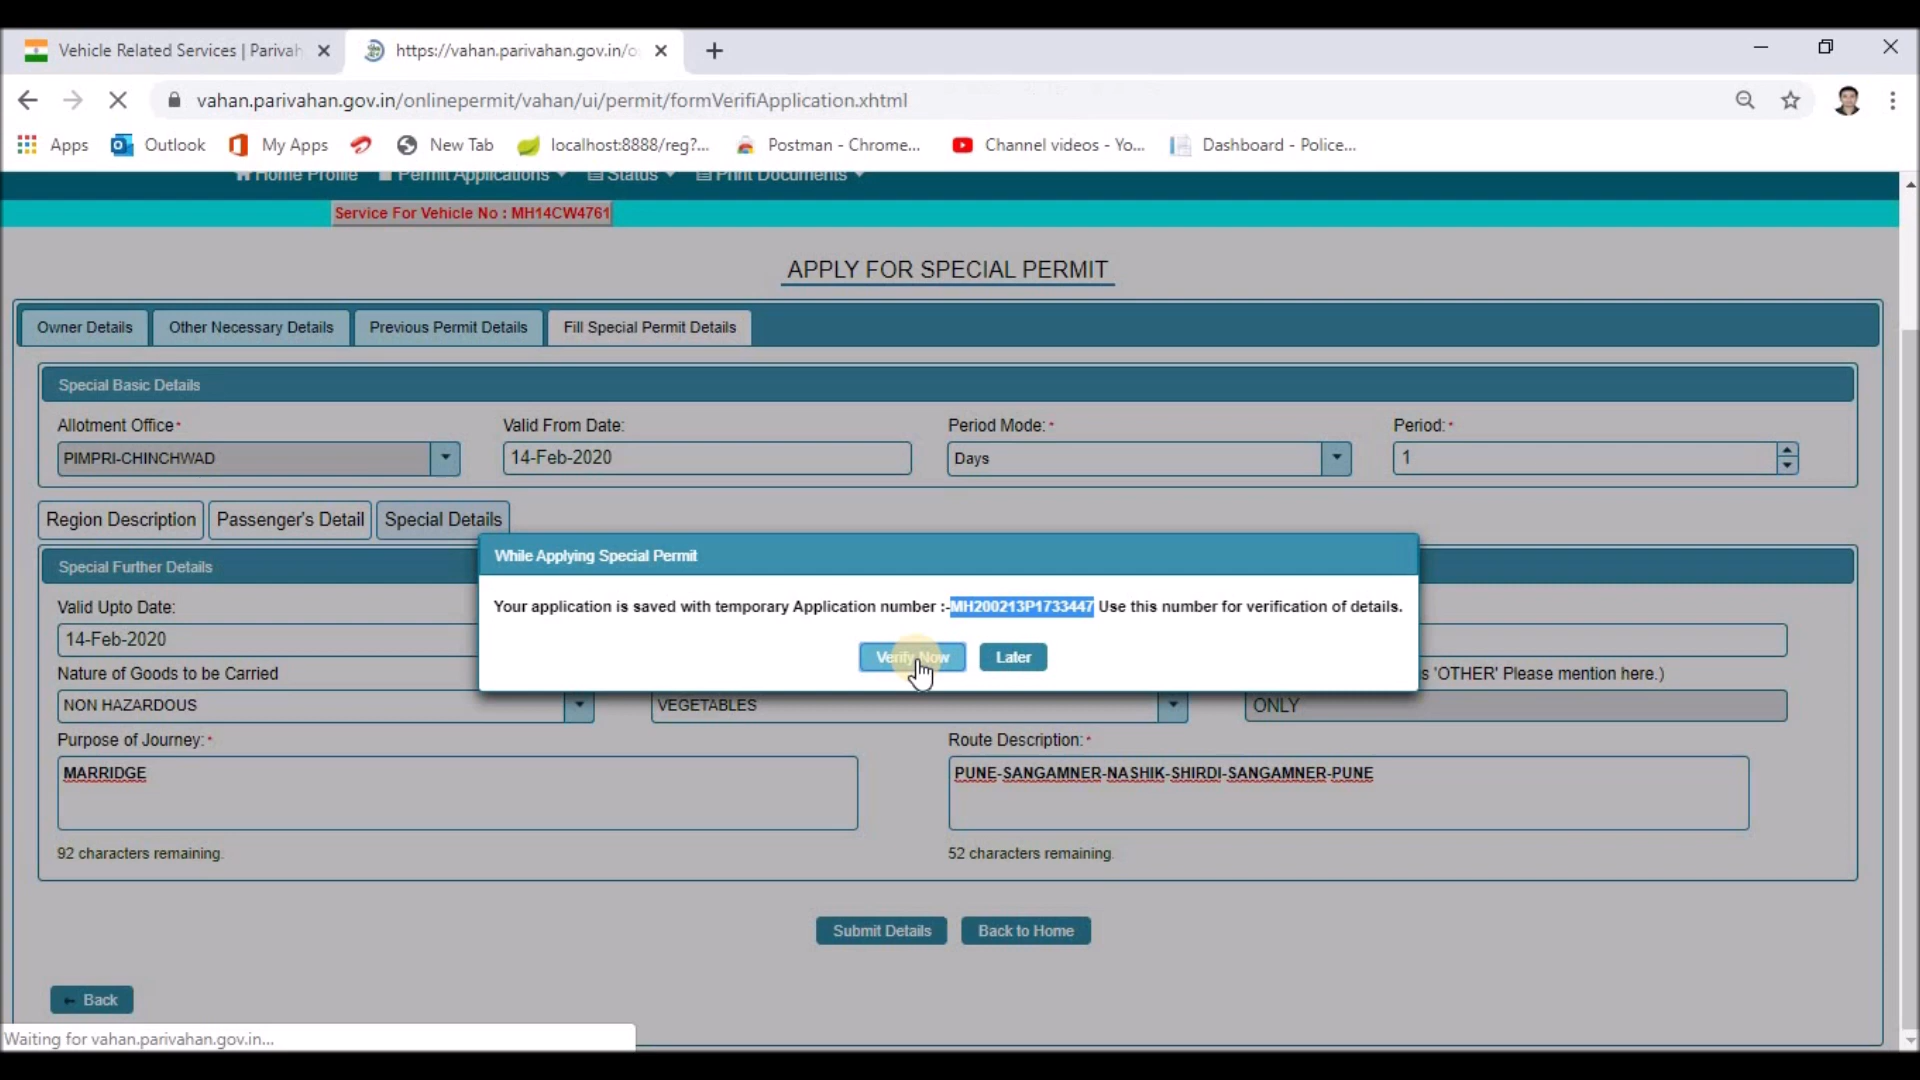 Vehicle Related Services | Parivah
https://vahan.parivahan.gov.in/o
vahan.parivahan.gov.in/onlinepermit/vahan/ui/permit/formVerifiApplication.xhtml
Apps Outlook My Apps New Tab localhost:8888/reg?... Postman - Chrome... Channel videos - Yo... Dashboard - Police...
Home Profile Permit Applications Status Print Documents
Service For Vehicle No : MH14CW4761
APPLY FOR SPECIAL PERMIT
Owner Details Other Necessary Details Previous Permit Details Fill Special Permit Details
Special Basic Details
Allotment Office* Valid From Date: Period Mode: * Period: *
PIMPRI-CHINCHWAD 14-Feb-2020 Days 1
Region Description Passenger's Detail Special Details
While Applying Special Permit
Special Further Details
Your application is saved with temporary Application number :-MH200213P1733447 Use this number for verification of details.
Verify Now Later
Valid Upto Date:
14-Feb-2020
Nature of Goods to be Carried s 'OTHER' Please mention here.)
NON HAZARDOUS VEGETABLES ONLY
Purpose of Journey: * Route Description: *
MARRIDGE PUNE-SANGAMNER-NASHIK-SHIRDI-SANGAMNER-PUNE
92 characters remaining. 52 characters remaining.
Submit Details Back to Home
← Back
Waiting for vahan.parivahan.gov.in...